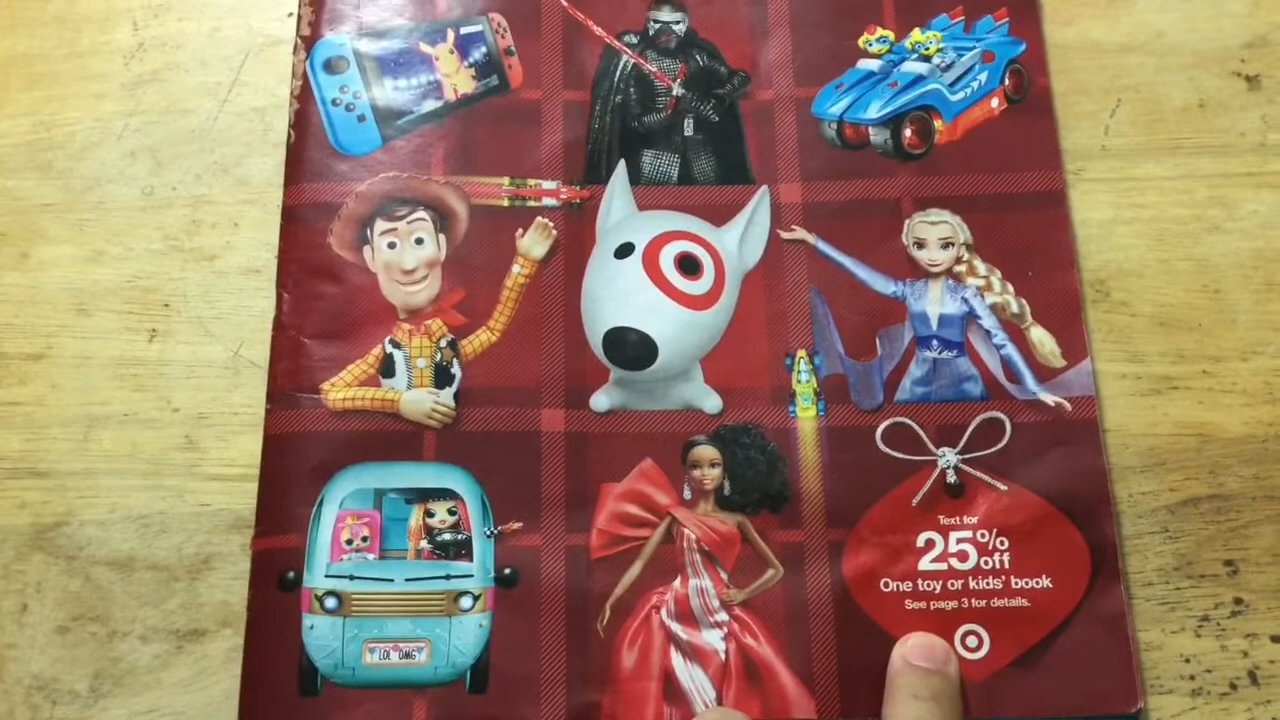 LOL OMG
Text for
25% off
One toy or kids' book
See page 3 for details.